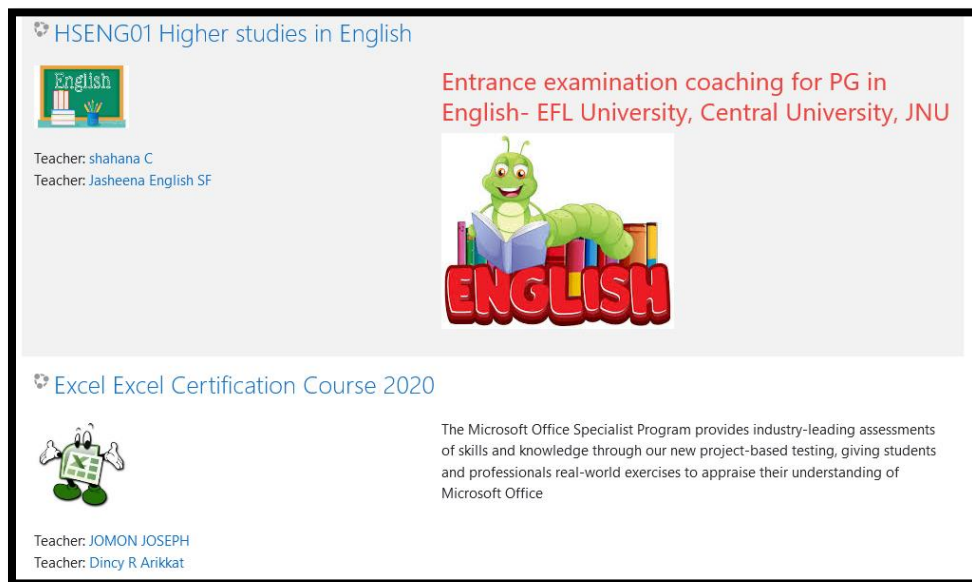 HSENG01 Higher studies in English
English
Teacher: shahana C
Teacher: Jasheena English SF
Entrance examination coaching for PG in
English- EFL University, Central University, JNU
ENGLISH
Excel Excel Certification Course 2020
X
Teacher: JOMON JOSEPH
Teacher: Dincy R Arikkat
The Microsoft Office Specialist Program provides industry-leading assessments
of skills and knowledge through our new project-based testing, giving students
and professionals real-world exercises to appraise their understanding of
Microsoft Office